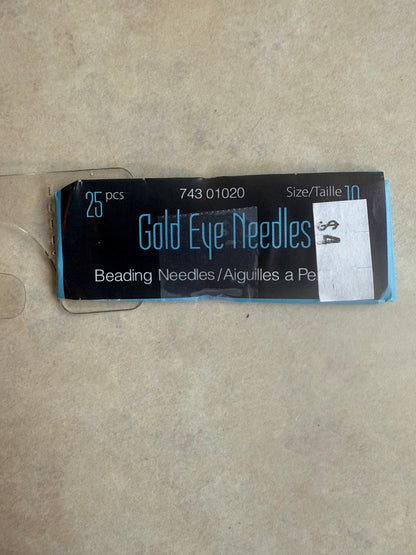 25 pcs 743 01020 Size/Taille 10
Gold Eye Needles
Beading Needles/Aiguilles a Pe
$4